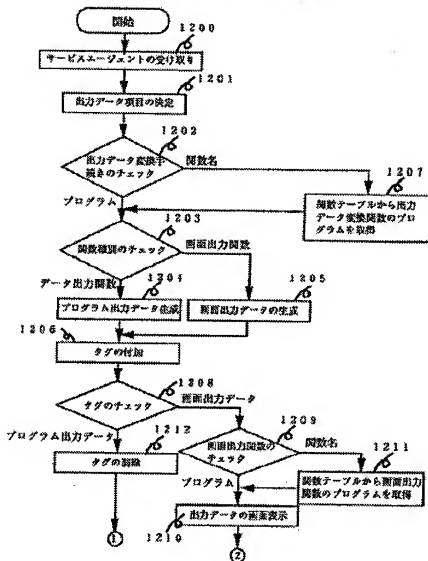 開始
1200
サービスエージェントの受け取り
1201
出力データ項目の決定
1202
出力データ変換手
続きのチェック
関数名
プログラム
1207
関数テーブルから出力
データ変換関数のプロ
グラムを取得
1203
関数種別のチェック
画面出力関数
データ出力関数
1204
プログラム出力データ生成
1205
画面出力データの生成
1206
タグの付加
1208
タグのチェック
画面出力データ
プログラム出力データ
1209
画面出力関数の
チェック
関数名
プログラム
1212
タグの削除
1211
関数テーブルから画面出力
関数のプログラムを取得
出力データの画面表示
1210
①
②